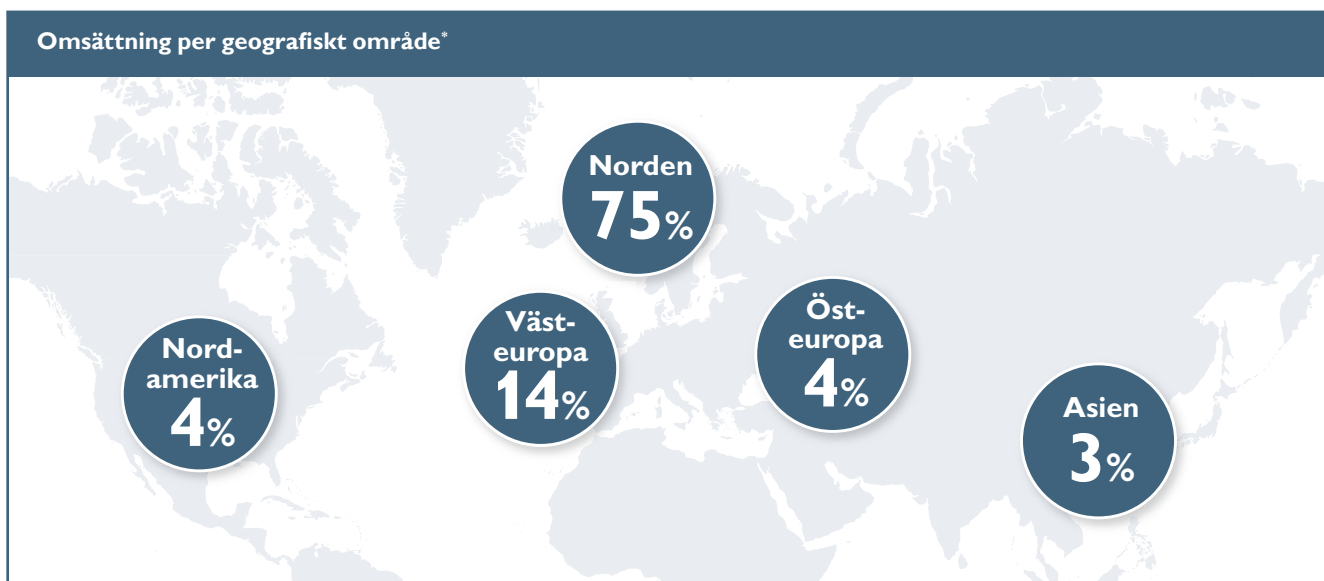 Omsättning per geografiskt område*
Norden
75%
Väst-
europa
14%
Öst-
europa
4%
Nord-
amerika
4%
Asien
3%